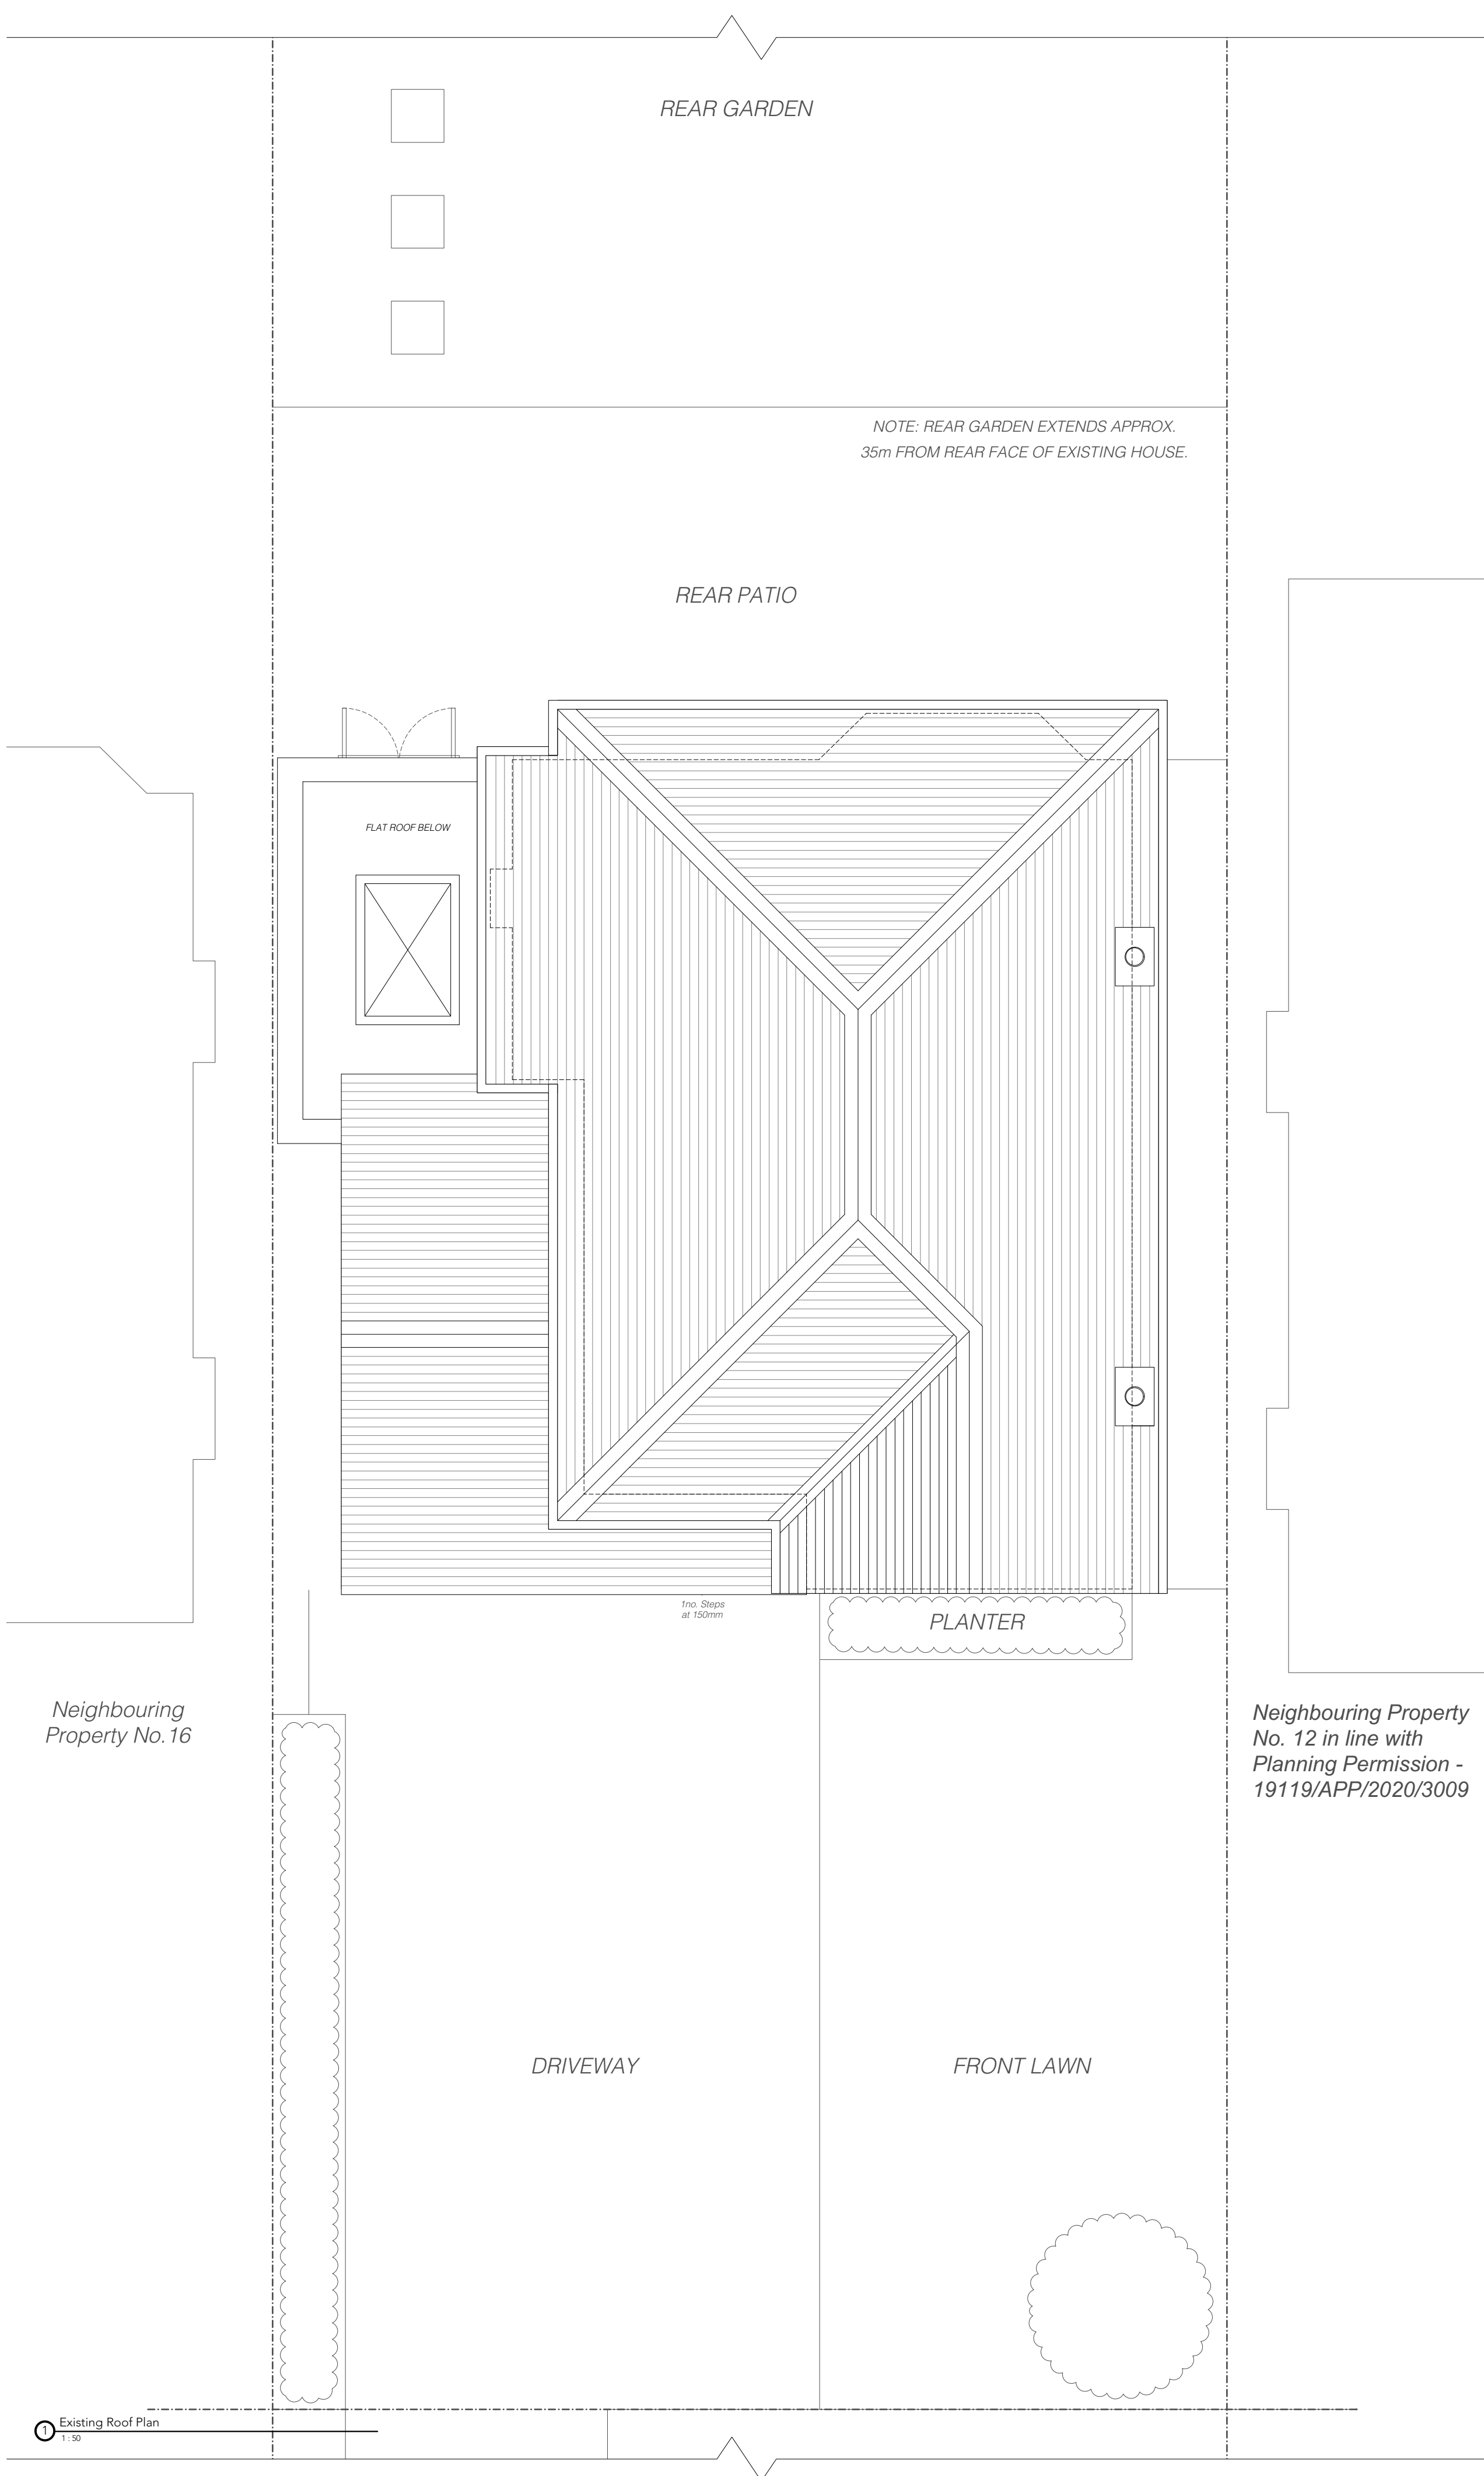 REAR GARDEN
NOTE: REAR GARDEN EXTENDS APPROX.
35m FROM REAR FACE OF EXISTING HOUSE.
REAR PATIO
FLAT ROOF BELOW
1no. Steps
at 150mm
PLANTER
Neighbouring
Property No.16
Neighbouring Property
No. 12 in line with
Planning Permission -
19119/APP/2020/3009
DRIVEWAY
FRONT LAWN
1
Existing Roof Plan
1 : 50